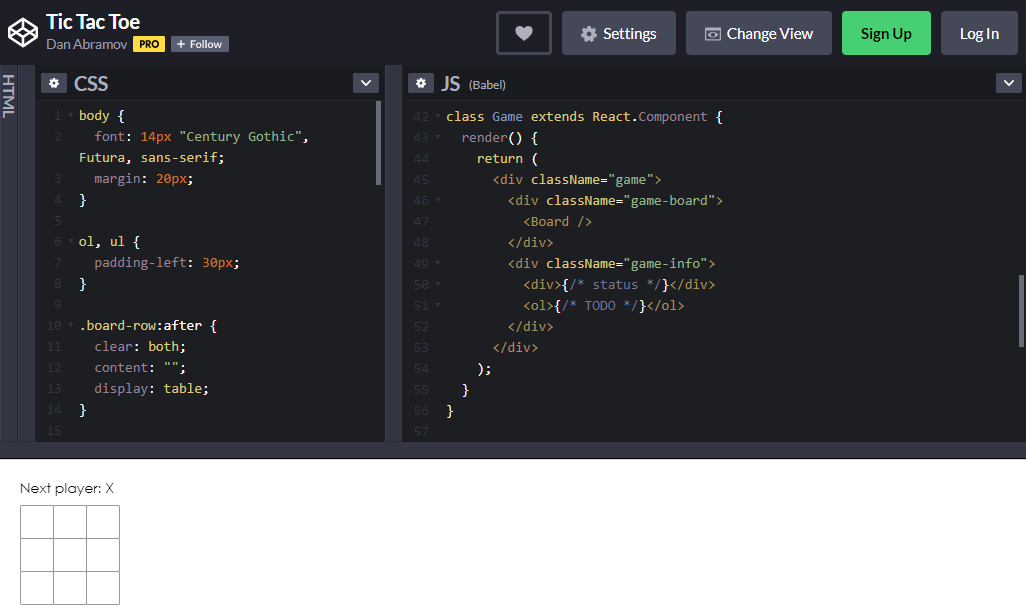 Tic Tac Toe
Dan Abramov PRO + Follow
Settings
Change View
Sign Up
Log In
HTML
CSS
1 body {
2   font: 14px "Century Gothic",
Futura, sans-serif;
3   margin: 20px;
4 }
5
6 ol, ul {
7   padding-left: 30px;
8 }
9
10 .board-row:after {
11   clear: both;
12   content: "";
13   display: table;
14 }
15
JS (Babel)
42 class Game extends React.Component {
43   render() {
44     return (
45       <div className="game">
46         <div className="game-board">
47           <Board />
48         </div>
49         <div className="game-info">
50           <div>{/* status */}</div>
51           <ol>{/* TODO */}</ol>
52         </div>
53       </div>
54     );
55   }
56 }
57
Next player: X